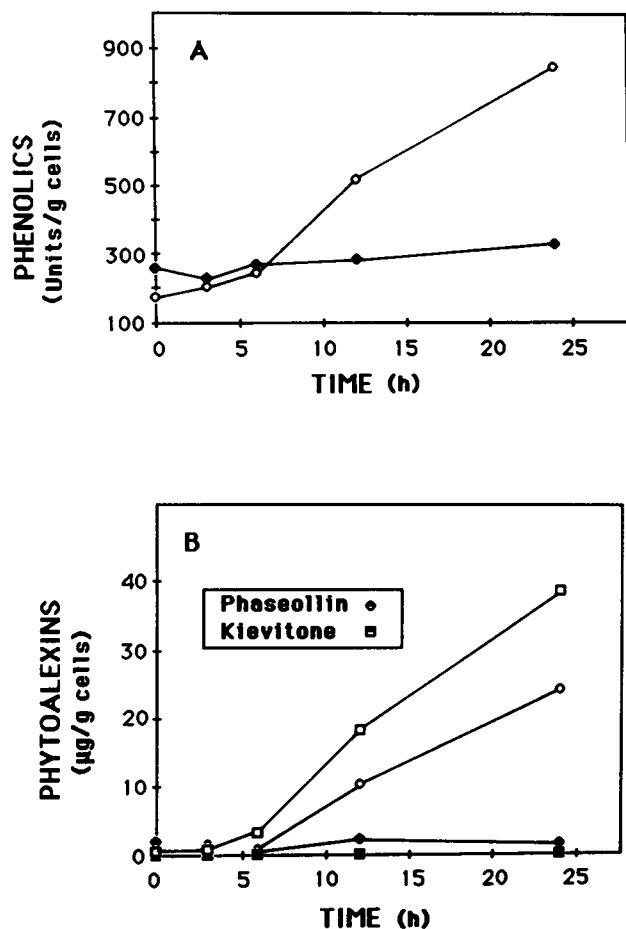 A
900
700
500
300
100
PHENOLICS
(Units/g cells)
0 5 10 15 20 25
TIME (h)
B
Phaseollin
Kievitone
40
30
20
10
0
PHYTOALEXINS
(µg/g cells)
0 5 10 15 20 25
TIME (h)